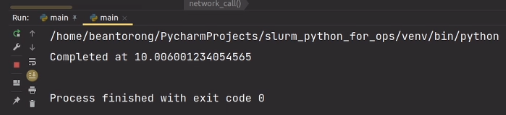 network_call()
Run: main main
/home/beantorong/PycharmProjects/slurm_python_for_ops/venv/bin/python
Completed at 10.006001234054565
Process finished with exit code 0